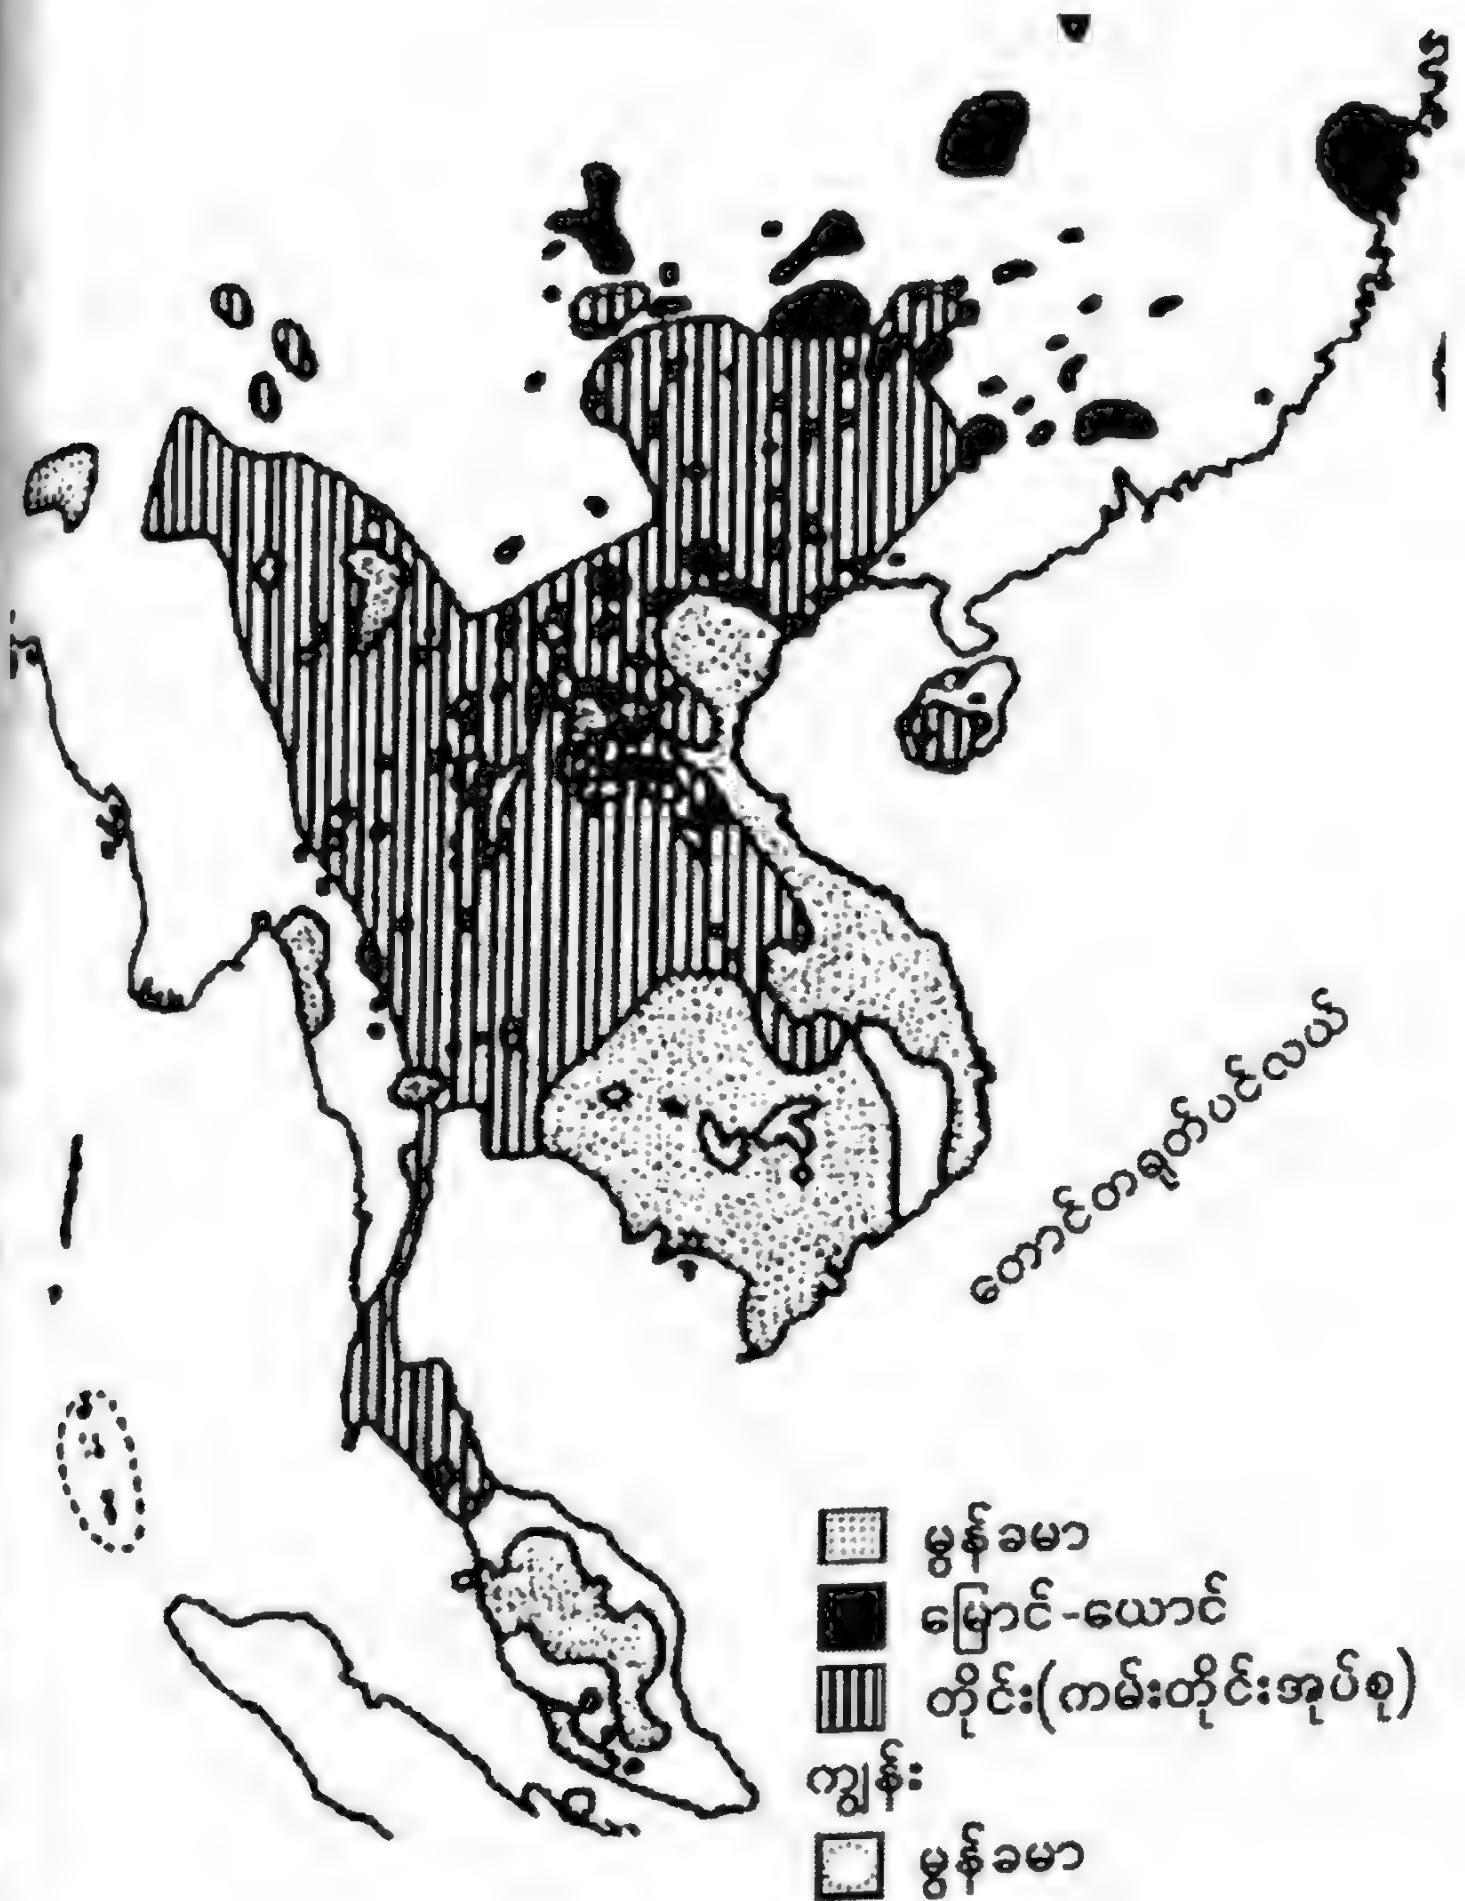 တောင်တရုတ်ပင်လယ်
မွန်ခမာ
မြောင်-ယောင်
တိုင်း(ကမ်းတိုင်းအုပ်စု)
ကျွန်း
မွန်ခမာ